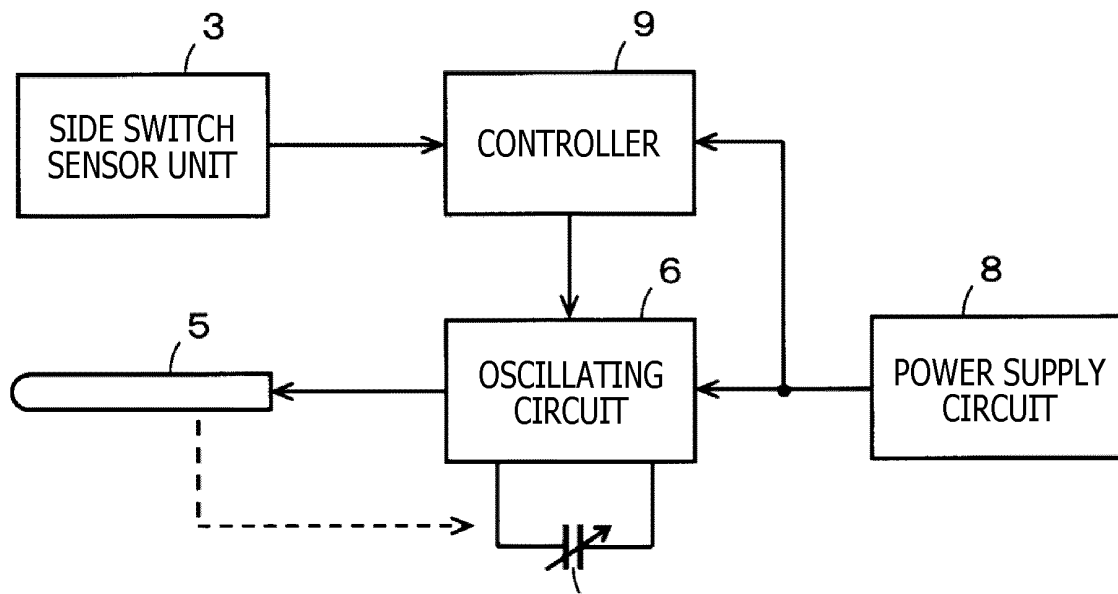 3
9
SIDE SWITCH
SENSOR UNIT
CONTROLLER
6
8
5
OSCILLATING
CIRCUIT
POWER SUPPLY
CIRCUIT